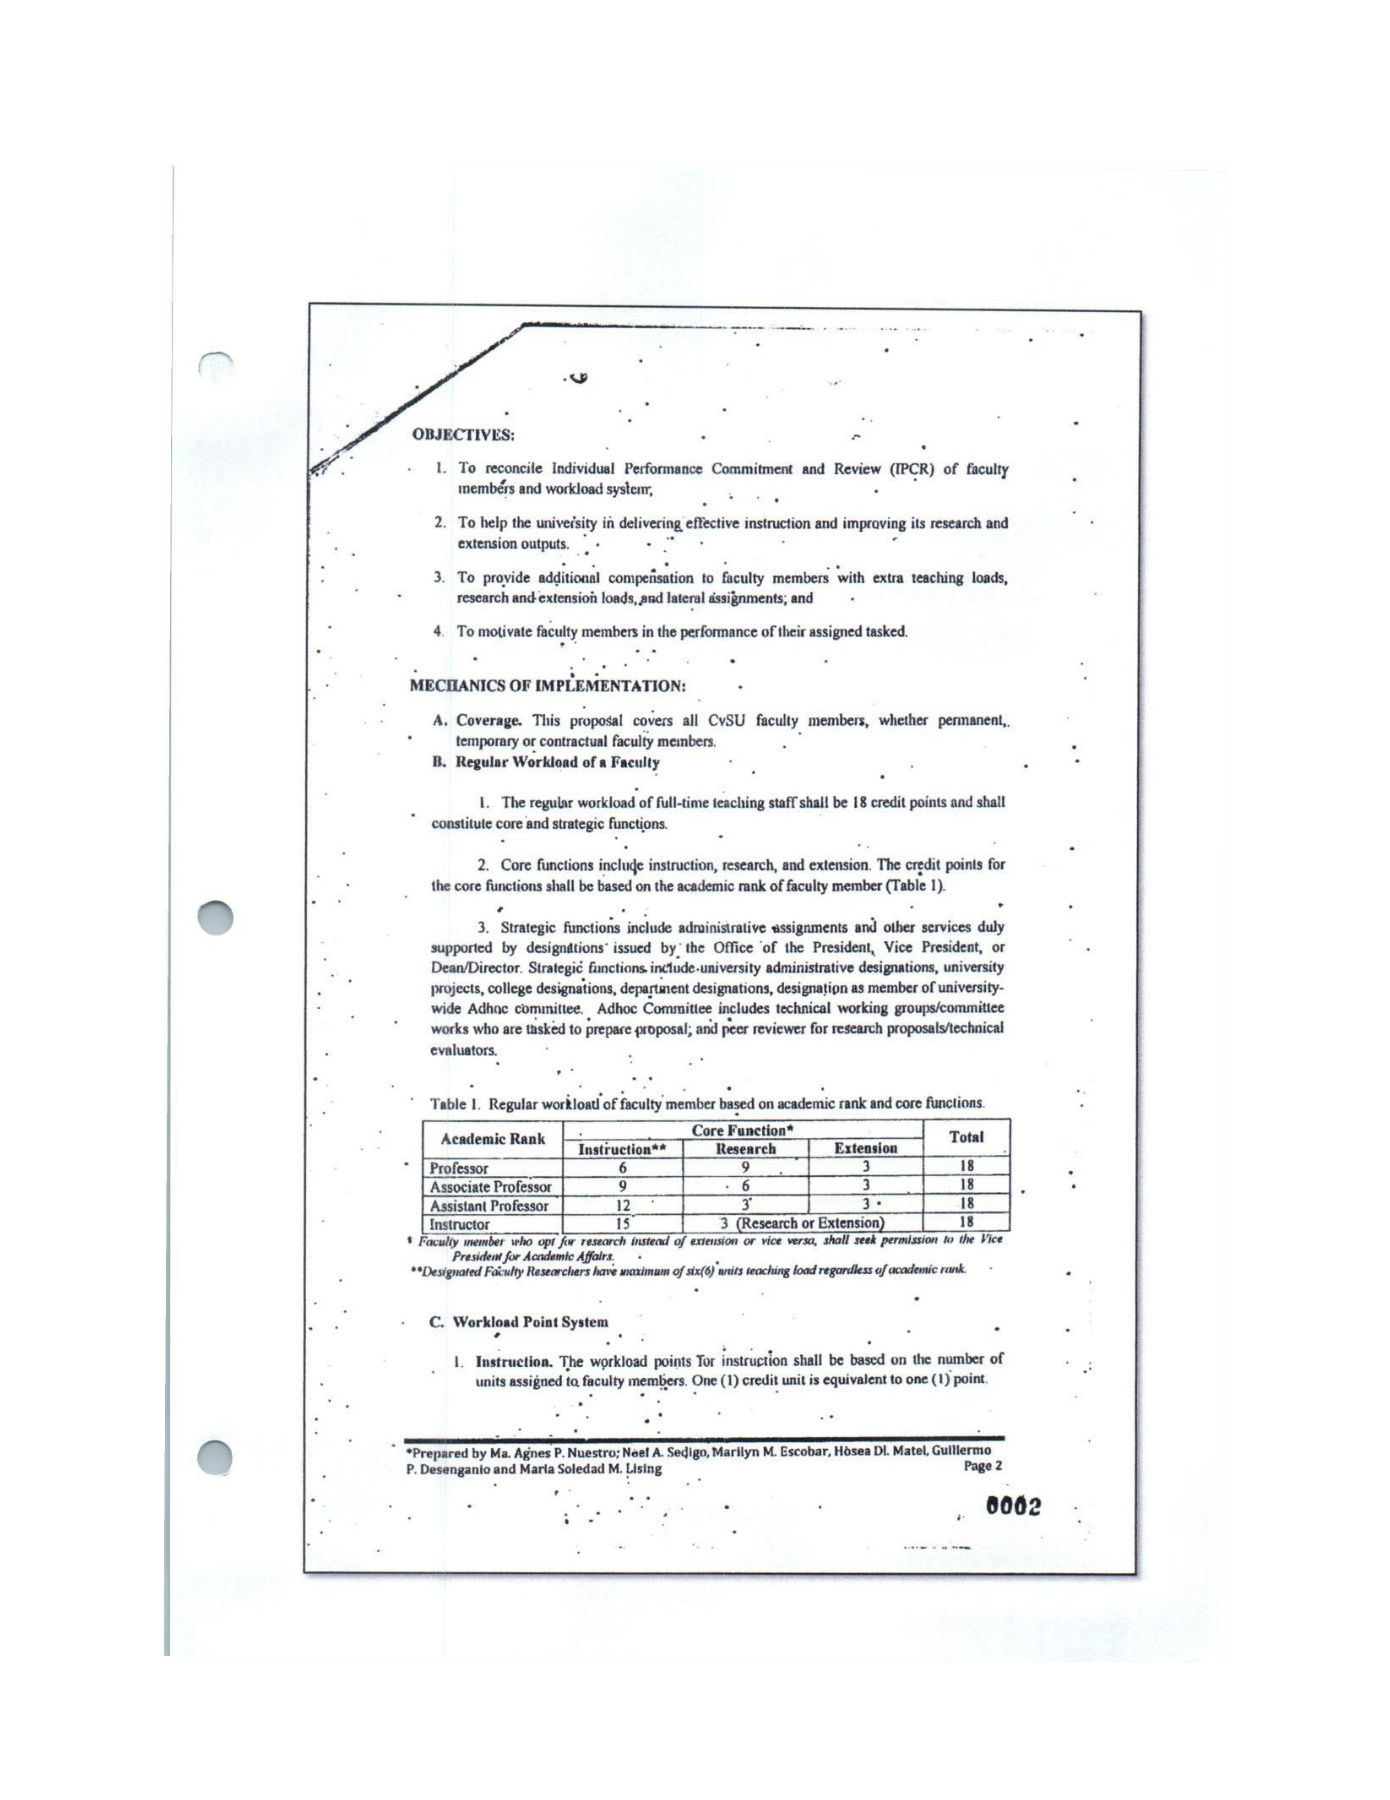 OBJECTIVES:
1. To reconcile Individual Performance Commitment and Review (IPCR) of faculty
members and workload system;
2. To help the university in delivering effective instruction and improving its research and
extension outputs.
3. To provide additional compensation to faculty members with extra teaching loads,
research and extension loads, and lateral assignments; and
4. To motivate faculty members in the performance of their assigned tasked.
MECHANICS OF IMPLEMENTATION:
A. Coverage. This proposal covers all CvSU faculty members, whether permanent,
temporary or contractual faculty members.
B. Regular Workload of a Faculty
1. The regular workload of full-time teaching staff shall be 18 credit points and shall
constitute core and strategic functions.
2. Core functions include instruction, research, and extension. The credit points for
the core functions shall be based on the academic rank of faculty member (Table 1).
3. Strategic functions include administrative assignments and other services duly
supported by designations issued by the Office of the President, Vice President, or
Dean/Director. Strategic functions include university administrative designations, university
projects, college designations, department designations, designation as member of university-
wide Adhoc committee. Adhoc Committee includes technical working groups/committee
works who are tasked to prepare proposal; and peer reviewer for research proposals/technical
evaluators.
Table 1. Regular workload of faculty member based on academic rank and core functions.
Academic Rank Core Function* Total
Instruction** Research Extension
Professor 6 9 3 18
Associate Professor 9 6 3 18
Assistant Professor 12 3 3 18
Instructor 15 3 (Research or Extension) 18
* Faculty member who opt for research instead of extension or vice versa, shall seek permission to the Vice
President for Academic Affairs.
**Designated Faculty Researchers have maximum of six(6) units teaching load regardless of academic rank.
C. Workload Point System
1. Instruction. The workload points for instruction shall be based on the number of
units assigned to faculty members. One (1) credit unit is equivalent to one (1) point.
*Prepared by Ma. Agnes P. Nuestro; Noel A. Sedigo, Marilyn M. Escobar, Hosea Dl. Matel, Guillermo
P. Desenganio and Maria Soledad M. Lising Page 2
0002